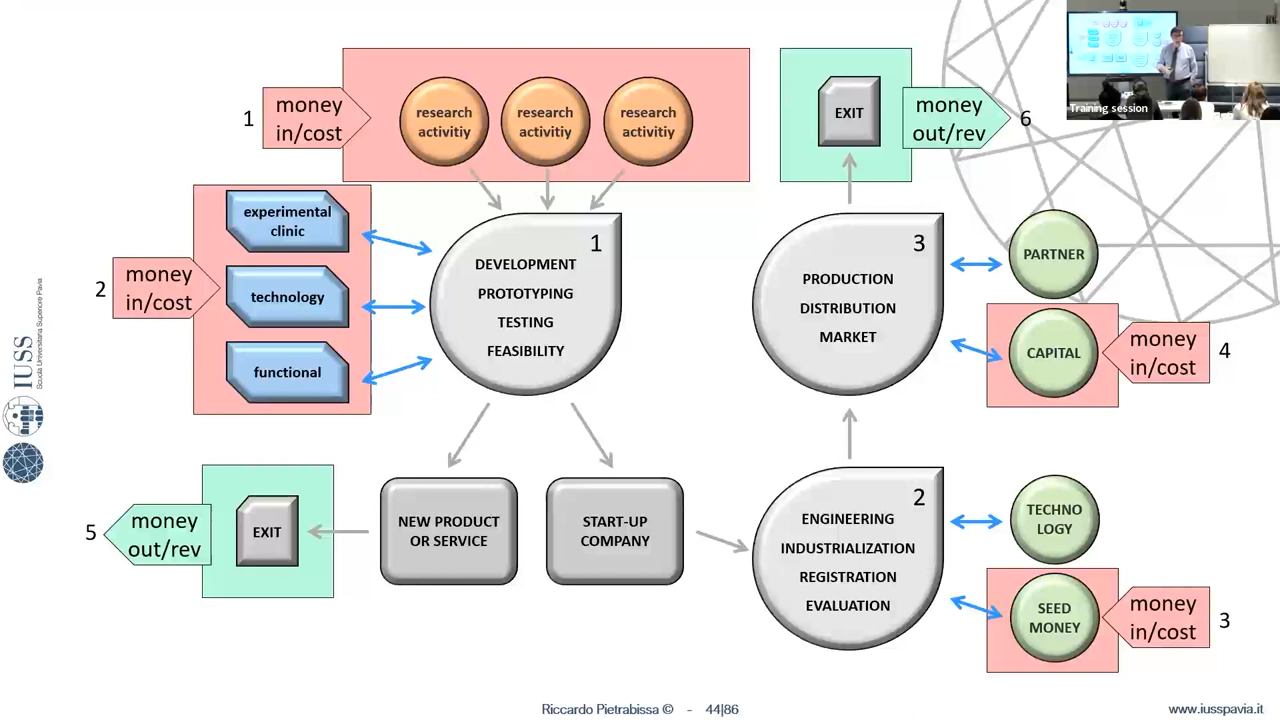 1
money
in/cost
research
activitiy
research
activitiy
research
activitiy
EXIT
money
out/rev
6
Training session
experimental
clinic
technology
functional
2
money
in/cost
1
DEVELOPMENT
PROTOTYPING
TESTING
FEASIBILITY
3
PRODUCTION
DISTRIBUTION
MARKET
PARTNER
CAPITAL
money
in/cost
4
IUSS
Scuola Universitaria Superiore Pavia
5
money
out/rev
EXIT
NEW PRODUCT
OR SERVICE
START-UP
COMPANY
2
ENGINEERING
INDUSTRIALIZATION
REGISTRATION
EVALUATION
TECHNO
LOGY
SEED
MONEY
money
in/cost
3
Riccardo Pietrabissa © - 44|86
www.iusspavia.it